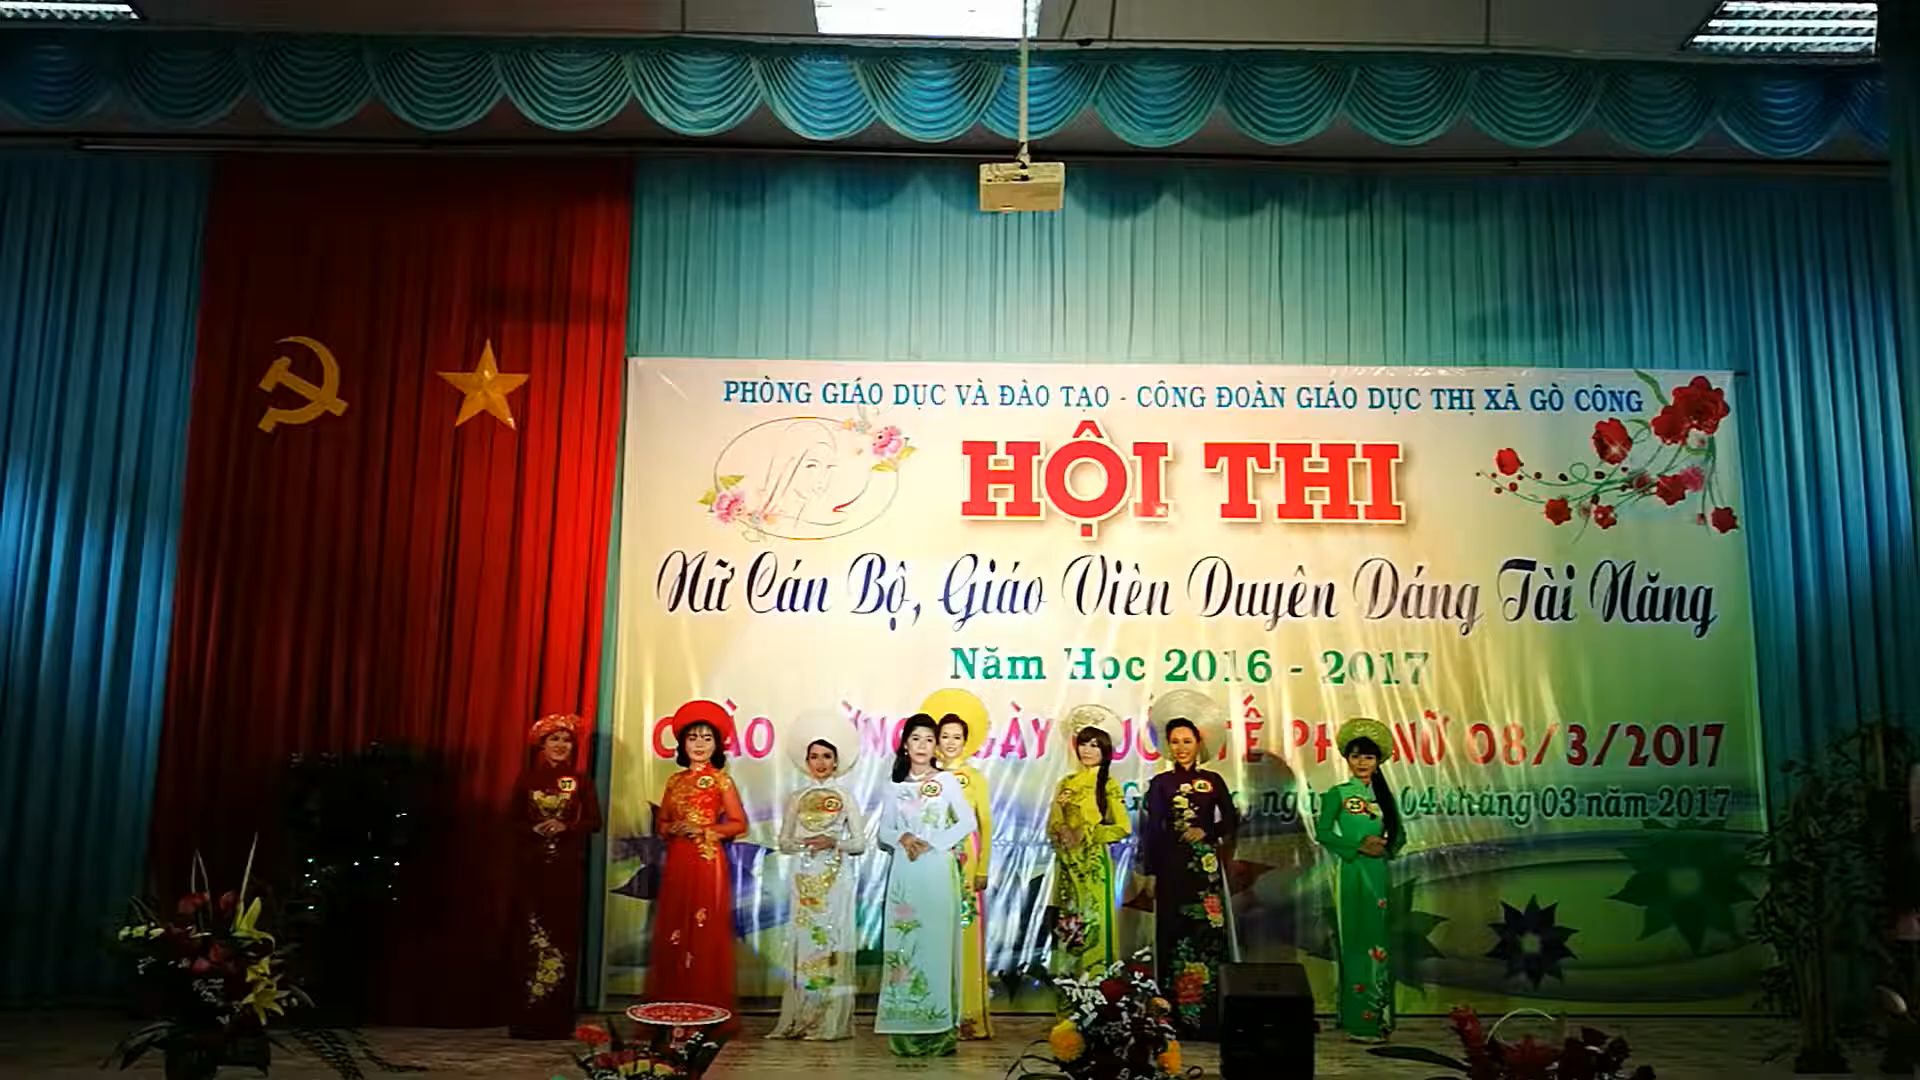 PHÒNG GIÁO DỤC VÀ ĐÀO TẠO - CÔNG ĐOÀN GIÁO DỤC THỊ XÃ GÒ CÔNG
HỘI THI
Nữ Cán Bộ, Giáo Viên Duyên Dáng Tài Năng
Năm Học 2016 - 2017
NỮ 08/3/2017
04 tháng 03 năm 2017